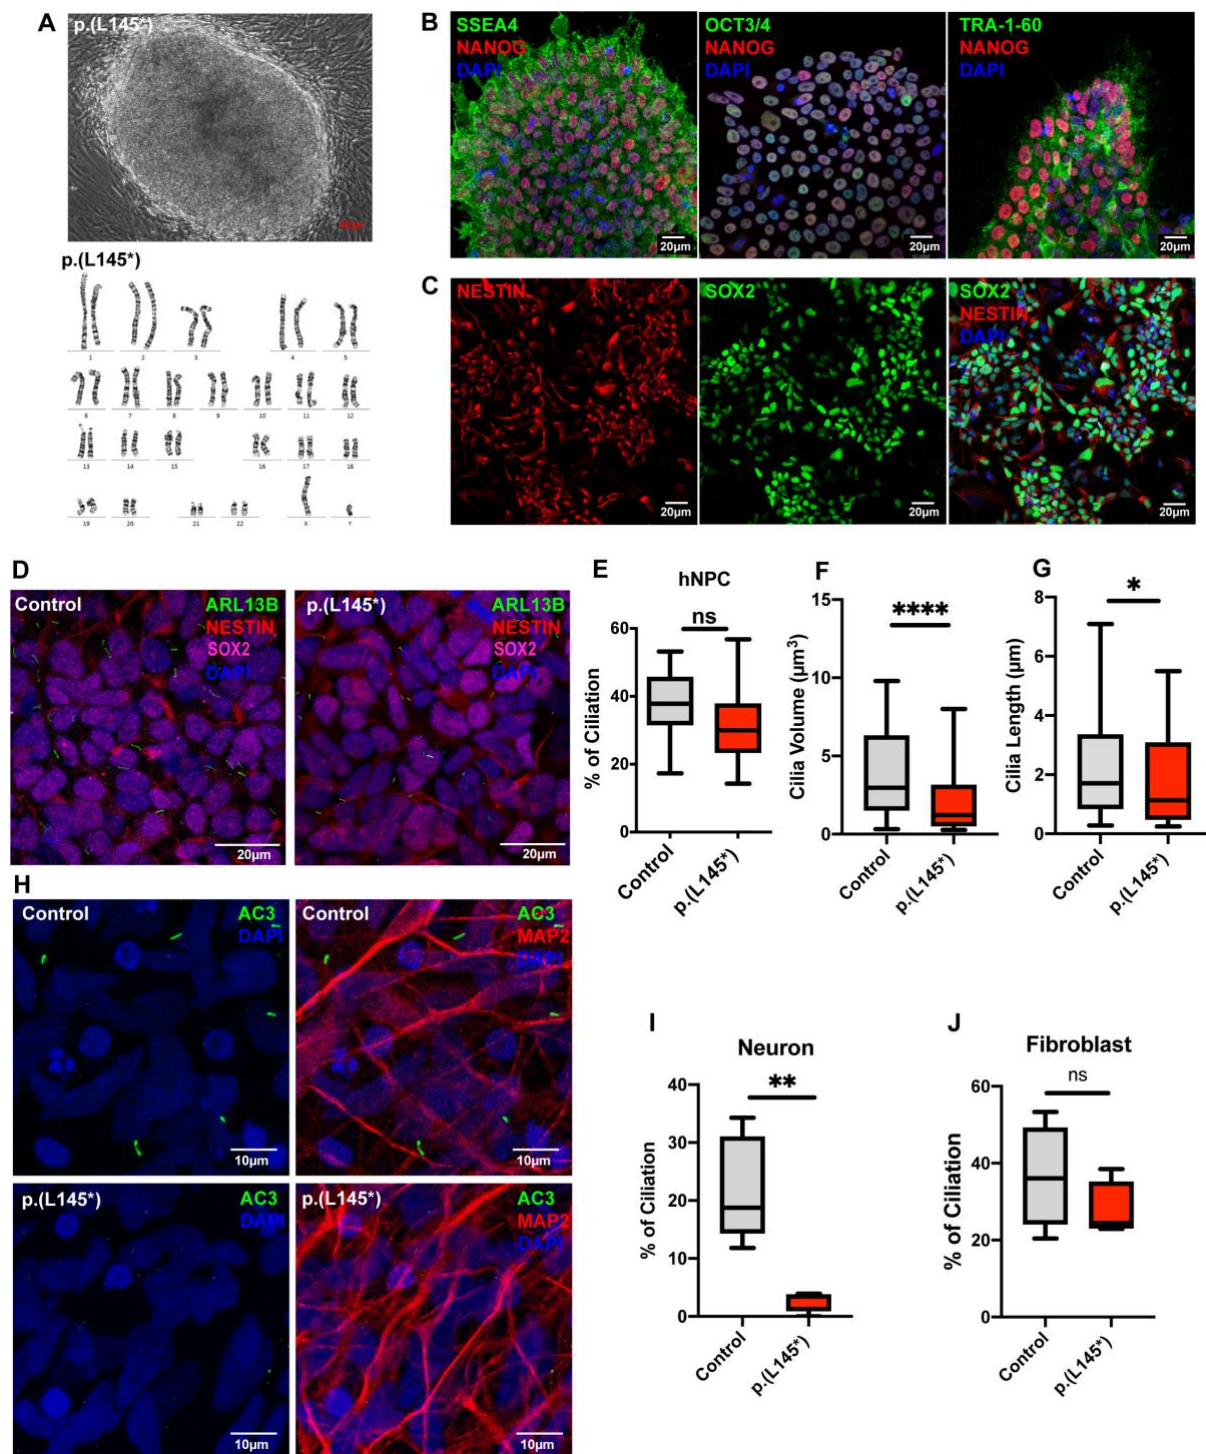 A
p.(L145*)
p.(L145*)
1 2 3 4 5
6 7 8 9 10 11 12
13 14 15 16 17 18
19 20 21 22 X Y
B
SSEA4
NANOG
DAPI
20µm
OCT3/4
NANOG
DAPI
20µm
TRA-1-60
NANOG
DAPI
20µm
C
NESTIN
20µm
SOX2
20µm
SOX2
NESTIN
DAPI
20µm
D
Control
ARL13B
NESTIN
SOX2
DAPI
20µm
p.(L145*)
ARL13B
NESTIN
SOX2
DAPI
20µm
E
hNPC
ns
% of Ciliation
60
40
20
0
Control
p.(L145*)
F
****
Cilia Volume (µm³)
15
10
5
0
Control
p.(L145*)
G
*
Cilia Length (µm)
8
6
4
2
0
Control
p.(L145*)
H
Control
AC3
DAPI
10µm
Control
AC3
MAP2
DAPI
10µm
p.(L145*)
AC3
DAPI
10µm
p.(L145*)
AC3
MAP2
DAPI
10µm
I
Neuron
**
% of Ciliation
40
30
20
10
0
Control
p.(L145*)
J
Fibroblast
ns
% of Ciliation
60
40
20
0
Control
p.(L145*)